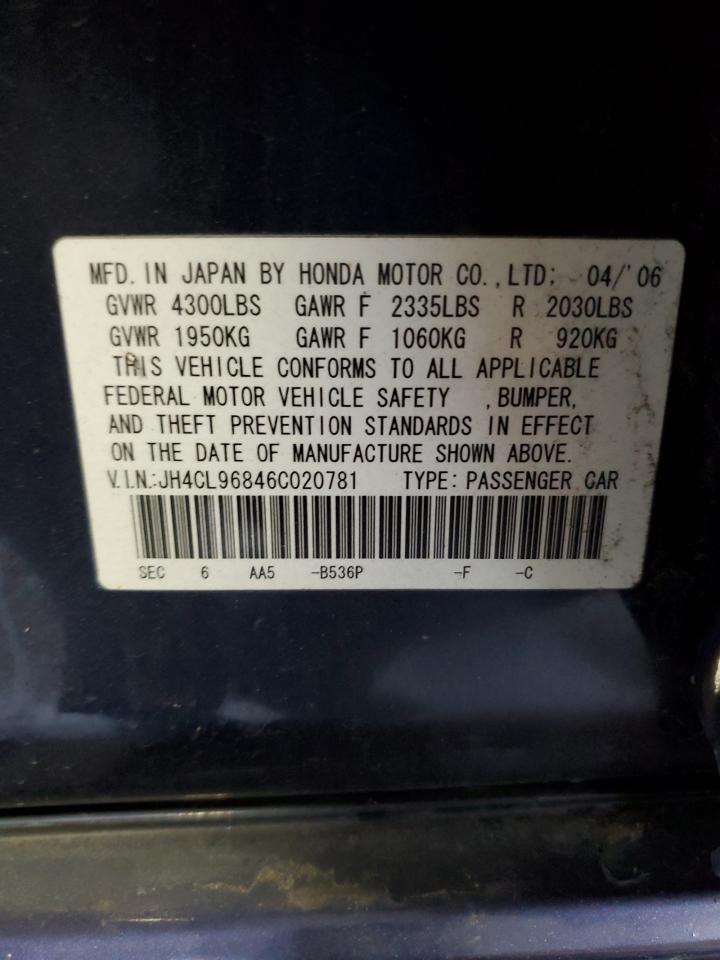 MFD. IN JAPAN BY HONDA MOTOR CO.,LTD; 04/'06
GVWR 4300LBS GAWR F 2335LBS R 2030LBS
GVWR 1950KG GAWR F 1060KG R 920KG
THIS VEHICLE CONFORMS TO ALL APPLICABLE
FEDERAL MOTOR VEHICLE SAFETY ,BUMPER,
AND THEFT PREVENTION STANDARDS IN EFFECT
ON THE DATE OF MANUFACTURE SHOWN ABOVE.
V.I.N.:JH4CL96846C020781 TYPE: PASSENGER CAR
SEC 6 AA5 -B536P -F -C